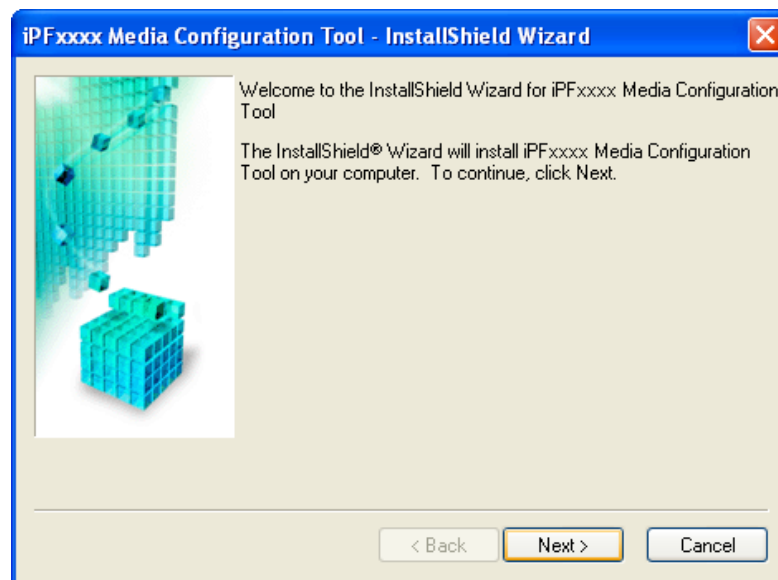 iPFxxxx Media Configuration Tool - InstallShield Wizard
Welcome to the InstallShield Wizard for iPFxxxx Media Configuration
Tool
The InstallShield® Wizard will install iPFxxxx Media Configuration
Tool on your computer.  To continue, click Next.
< Back
Next >
Cancel